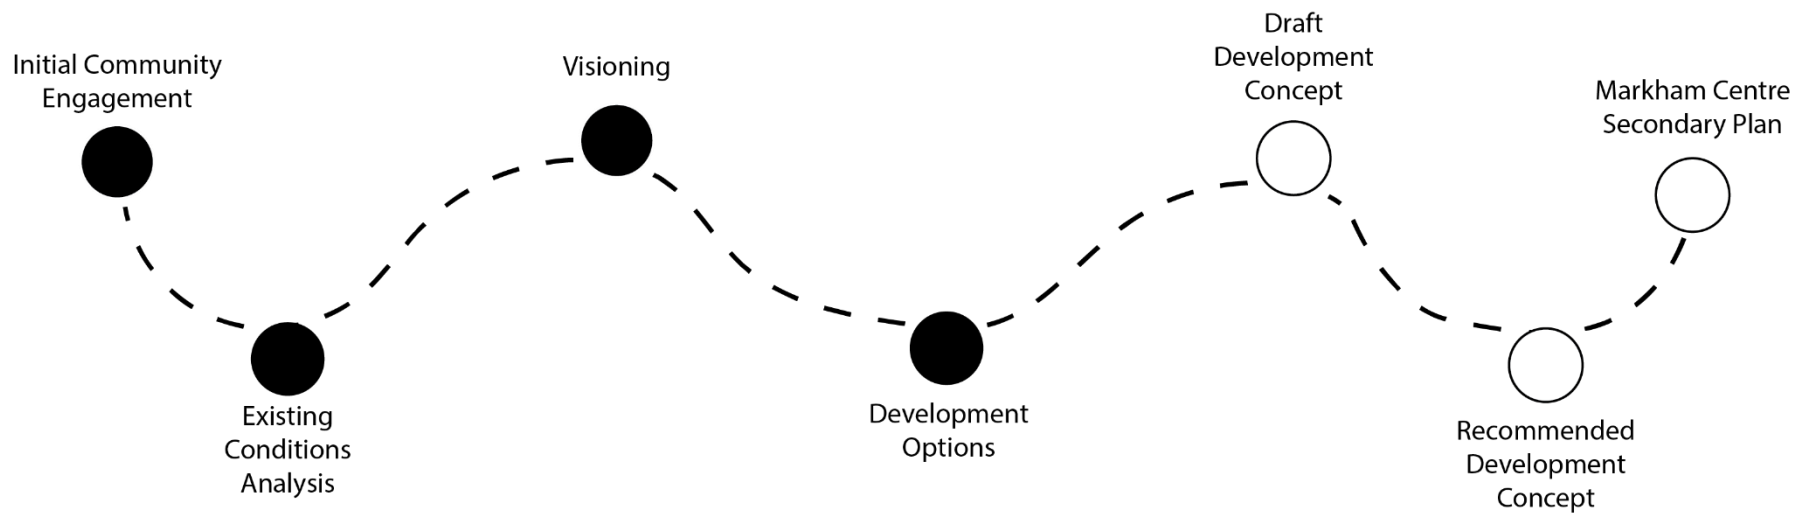 Initial Community
Engagement
Existing
Conditions
Analysis
Visioning
Development
Options
Draft
Development
Concept
Recommended
Development
Concept
Markham Centre
Secondary Plan